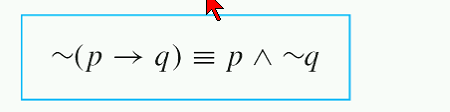 ~(p → q) ≡ p ∧ ~q